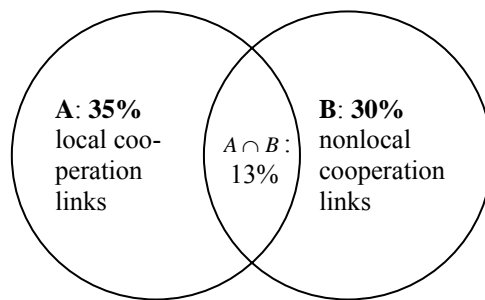 A: 35%
local coo-
peration
links
A ∩ B :
13%
B: 30%
nonlocal
cooperation
links